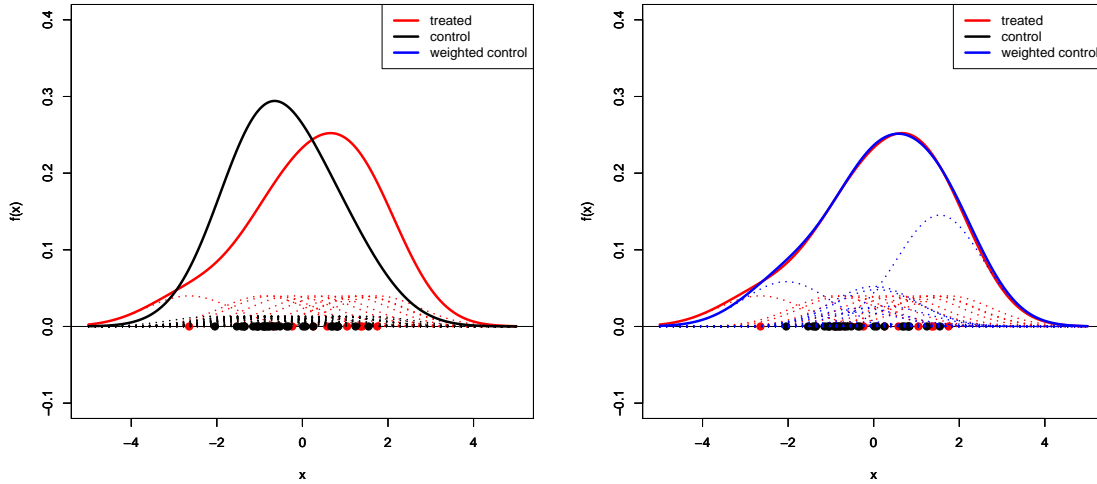 treated
control
weighted control
0.4
0.3
0.2
0.1
0.0
−0.1
f(x)
−4
−2
0
2
4
x
treated
control
weighted control
0.4
0.3
0.2
0.1
0.0
−0.1
f(x)
−4
−2
0
2
4
x